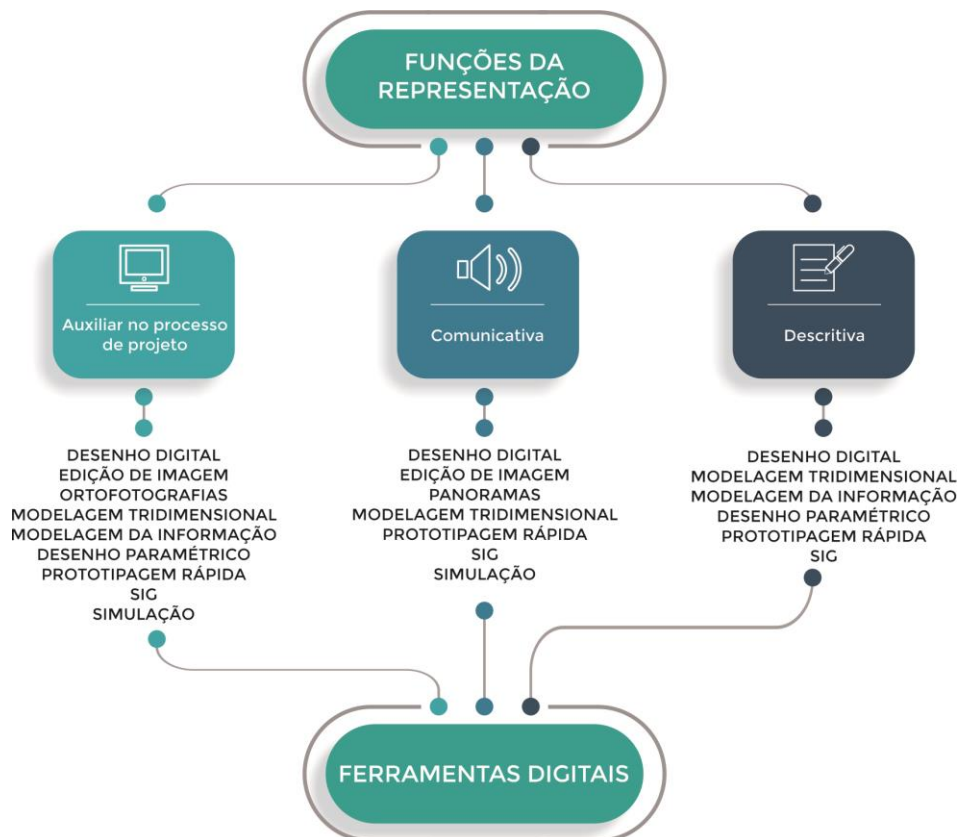 FUNÇÕES DA
REPRESENTAÇÃO
Auxiliar no processo
de projeto
Comunicativa
Descritiva
DESENHO DIGITAL
EDIÇÃO DE IMAGEM
ORTOFOTOGRAFIAS
MODELAGEM TRIDIMENSIONAL
MODELAGEM DA INFORMAÇÃO
DESENHO PARAMÉTRICO
PROTOTIPAGEM RÁPIDA
SIG
SIMULAÇÃO
DESENHO DIGITAL
EDIÇÃO DE IMAGEM
PANORAMAS
MODELAGEM TRIDIMENSIONAL
PROTOTIPAGEM RÁPIDA
SIG
SIMULAÇÃO
DESENHO DIGITAL
MODELAGEM TRIDIMENSIONAL
MODELAGEM DA INFORMAÇÃO
DESENHO PARAMÉTRICO
PROTOTIPAGEM RÁPIDA
SIG
FERRAMENTAS DIGITAIS